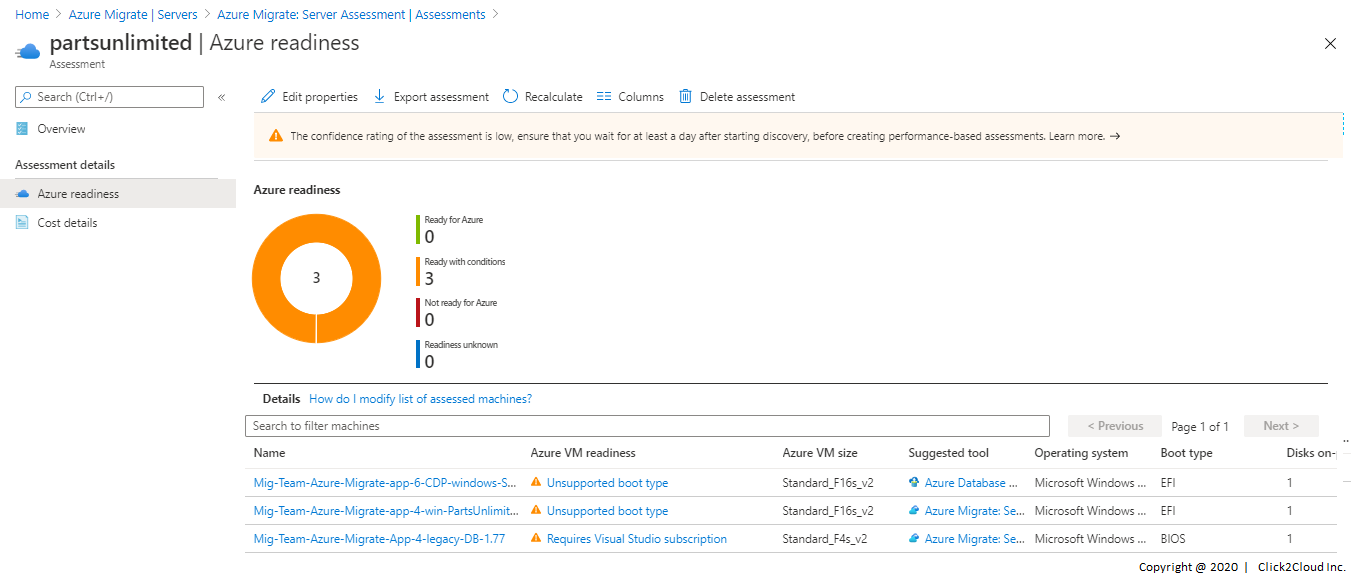 Home > Azure Migrate | Servers > Azure Migrate: Server Assessment | Assessments >
partsunlimited | Azure readiness
Assessment
Search (Ctrl+/)
«
Overview
Assessment details
Azure readiness
Cost details
Edit properties Export assessment Recalculate Columns Delete assessment
The confidence rating of the assessment is low, ensure that you wait for at least a day after starting discovery, before creating performance-based assessments. Learn more. →
Azure readiness
3
Ready for Azure
0
Ready with conditions
3
Not ready for Azure
0
Readiness unknown
0
Details How do I modify list of assessed machines?
Search to filter machines < Previous Page 1 of 1 Next >
Name Azure VM readiness Azure VM size Suggested tool Operating system Boot type Disks on-
Mig-Team-Azure-Migrate-app-6-CDP-windows-S... Unsupported boot type Standard_F16s_v2 Azure Database ... Microsoft Windows ... EFI 1
Mig-Team-Azure-Migrate-app-4-win-PartsUnlimit... Unsupported boot type Standard_F16s_v2 Azure Migrate: Se... Microsoft Windows ... EFI 1
Mig-Team-Azure-Migrate-App-4-legacy-DB-1.77 Requires Visual Studio subscription Standard_F4s_v2 Azure Migrate: Se... Microsoft Windows ... BIOS 1
Copyright @ 2020 | Click2Cloud Inc.